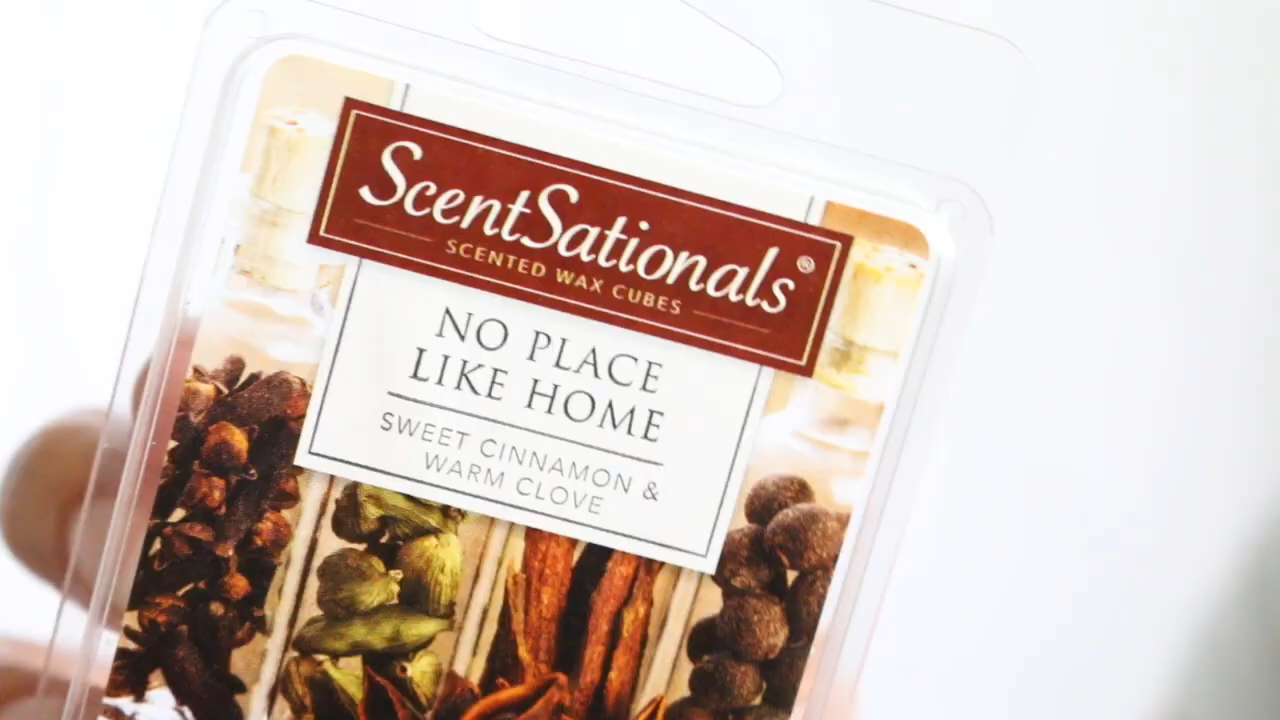 ScentSationals®
SCENTED WAX CUBES
NO PLACE
LIKE HOME
SWEET CINNAMON &
WARM CLOVE